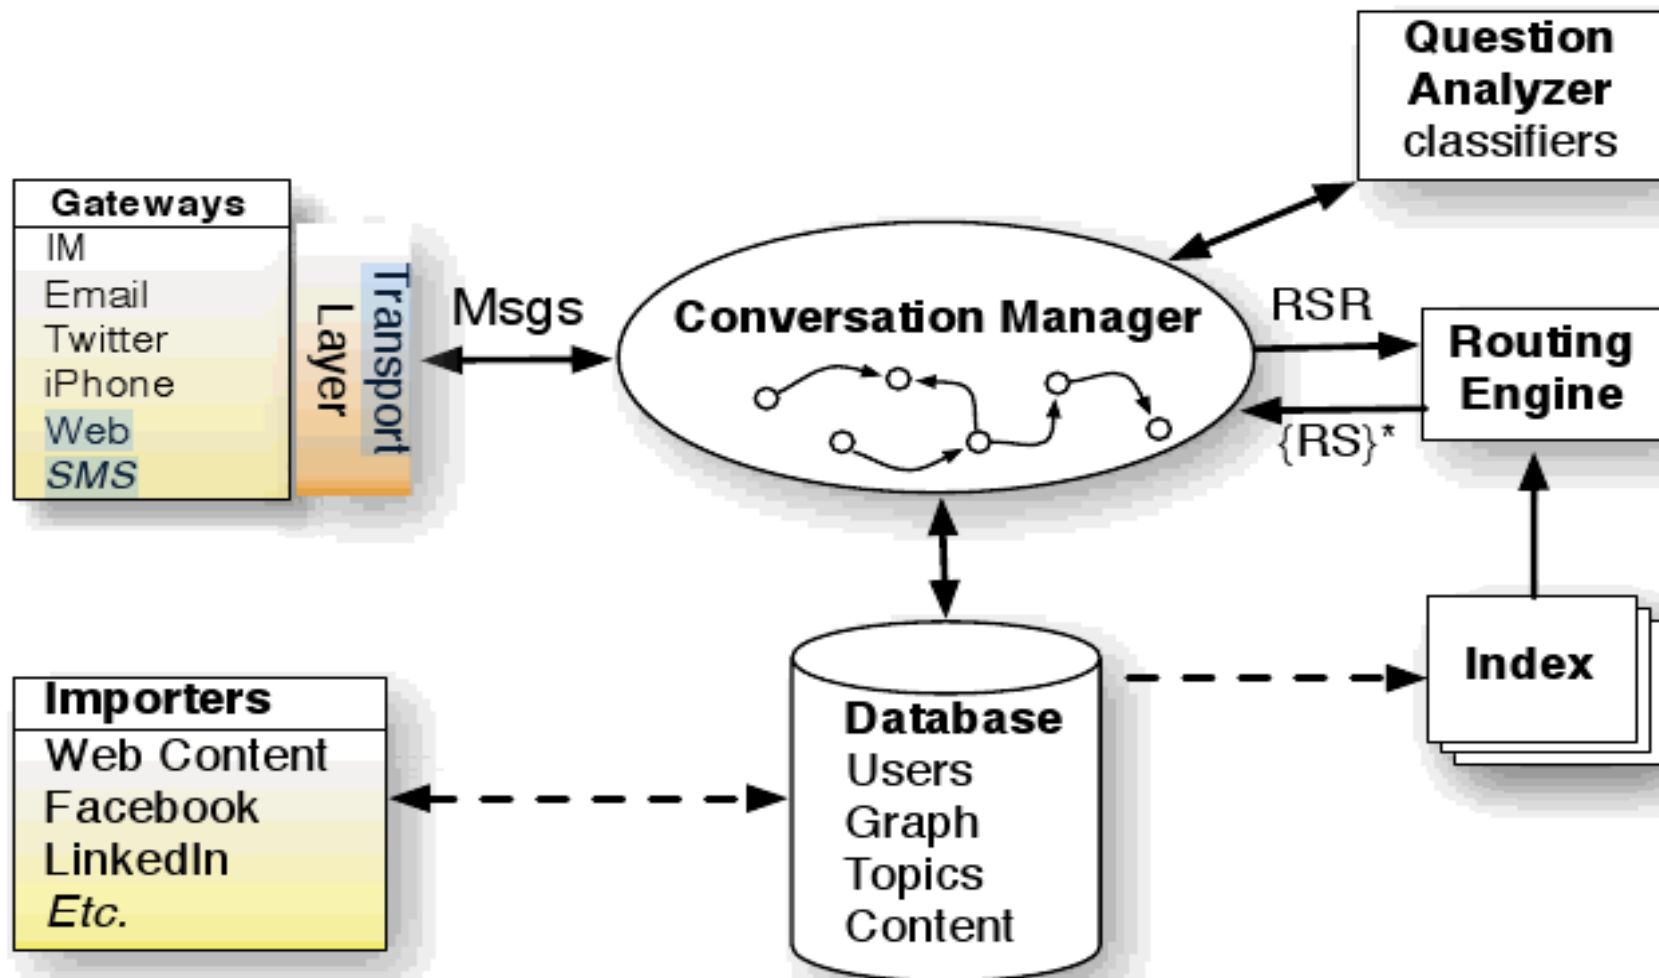 Question
Analyzer
classifiers
Gateways
IM
Email
Twitter
iPhone
Web
SMS
Transport
Layer
Msgs
Conversation Manager
RSR
{RS}*
Routing
Engine
Index
Importers
Web Content
Facebook
LinkedIn
Etc.
Database
Users
Graph
Topics
Content